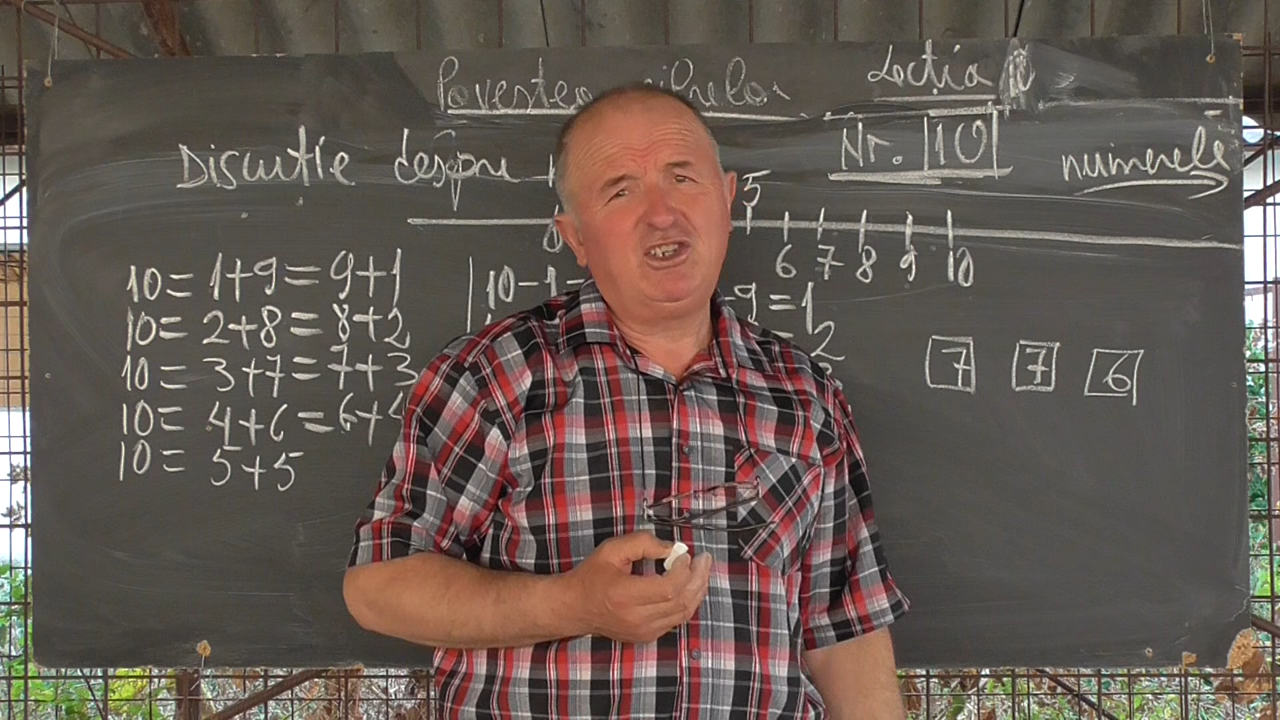 Povestea Lecția
Discuție despre Nr. 10 numerele
5
0 6 7 8 9 10
10 = 1+9 = 9+1
10 = 2+8 = 8+2
10 = 3+7 = 7+3
10 = 4+6 = 6+4
10 = 5+5
10-1=
-9=1
2
7 7 6